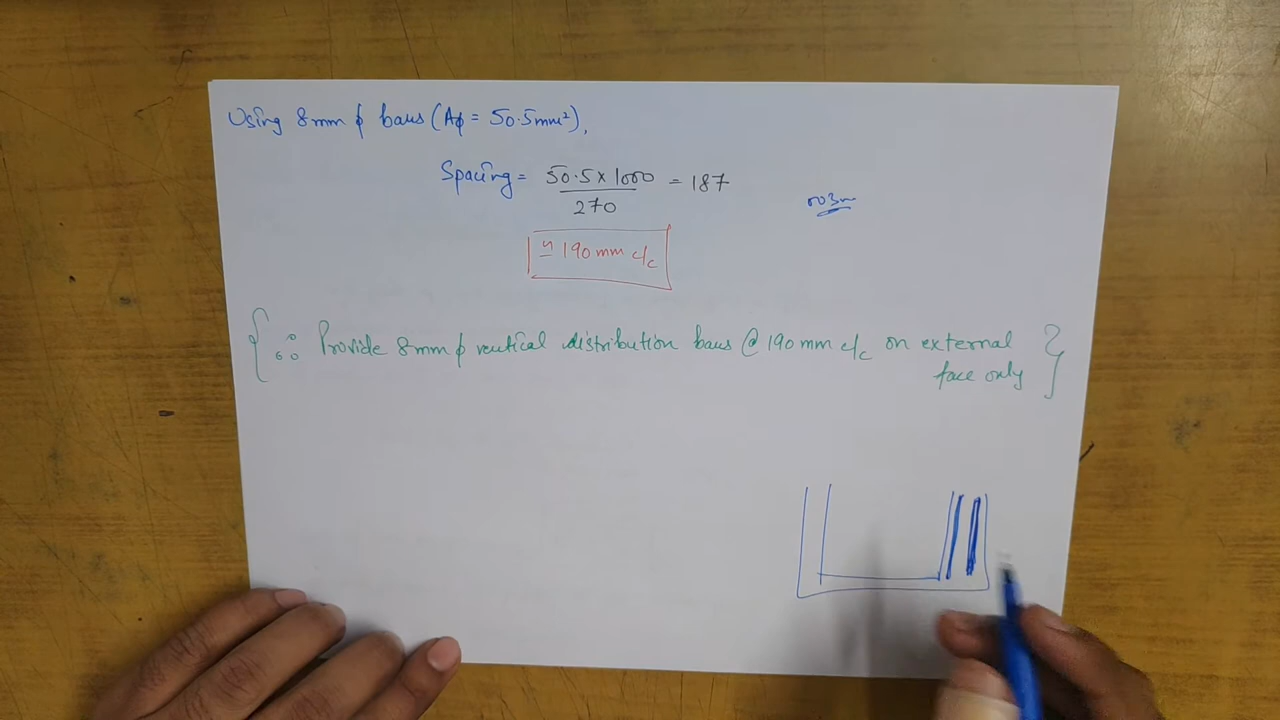 Using 8mm ϕ bars (Aϕ = 50.5mm²),
Spacing = 50.5 x 1000 / 270 = 187
≃ 190 mm c/c
{ ∴ Provide 8mm ϕ vertical distribution bars @ 190 mm c/c on external
face only }